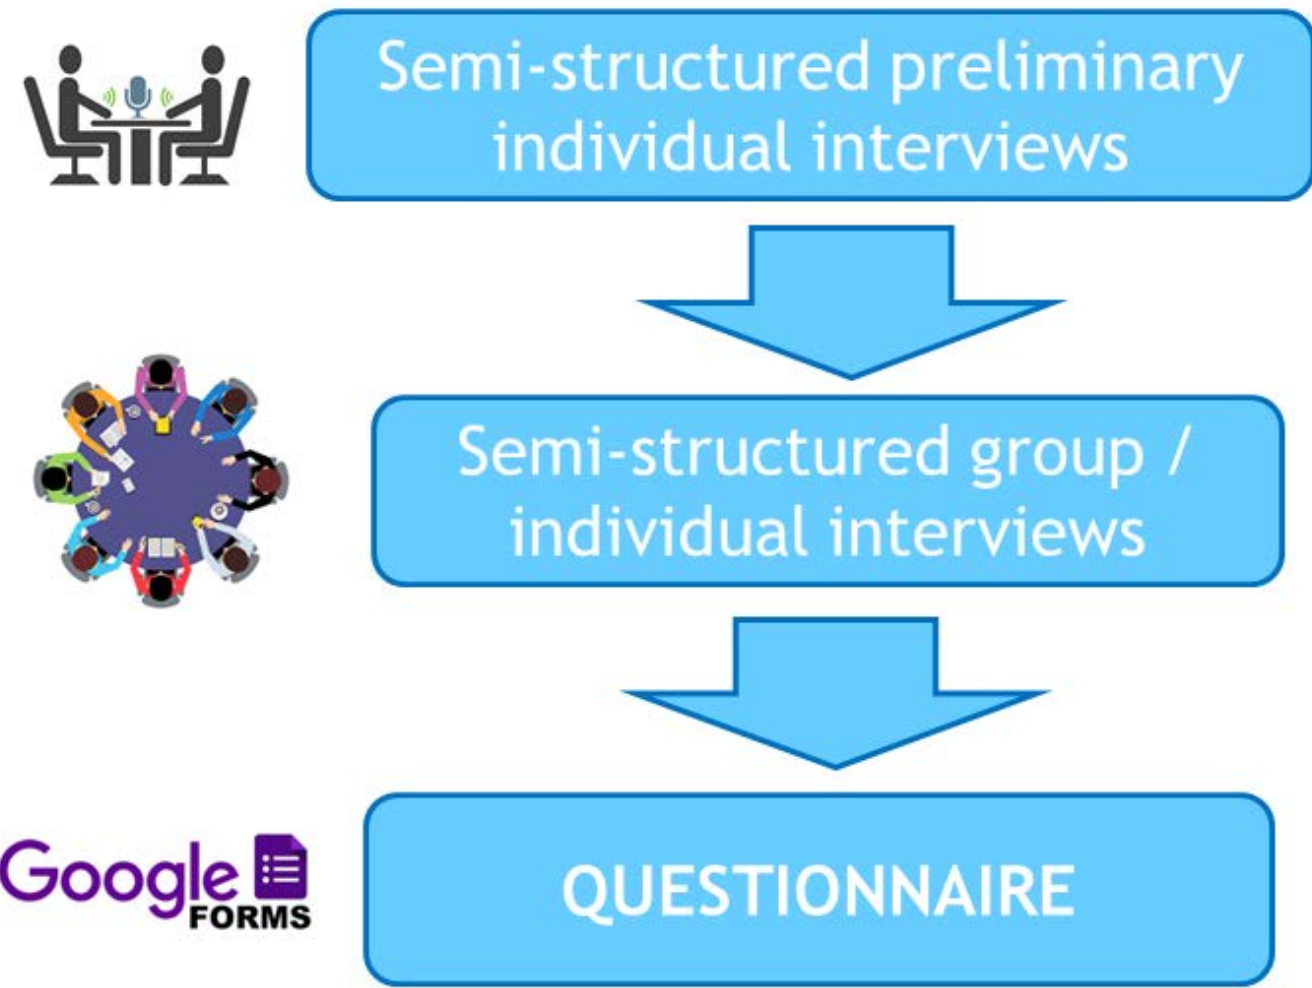 Semi-structured preliminary
individual interviews
Semi-structured group /
individual interviews
Google
FORMS
QUESTIONNAIRE